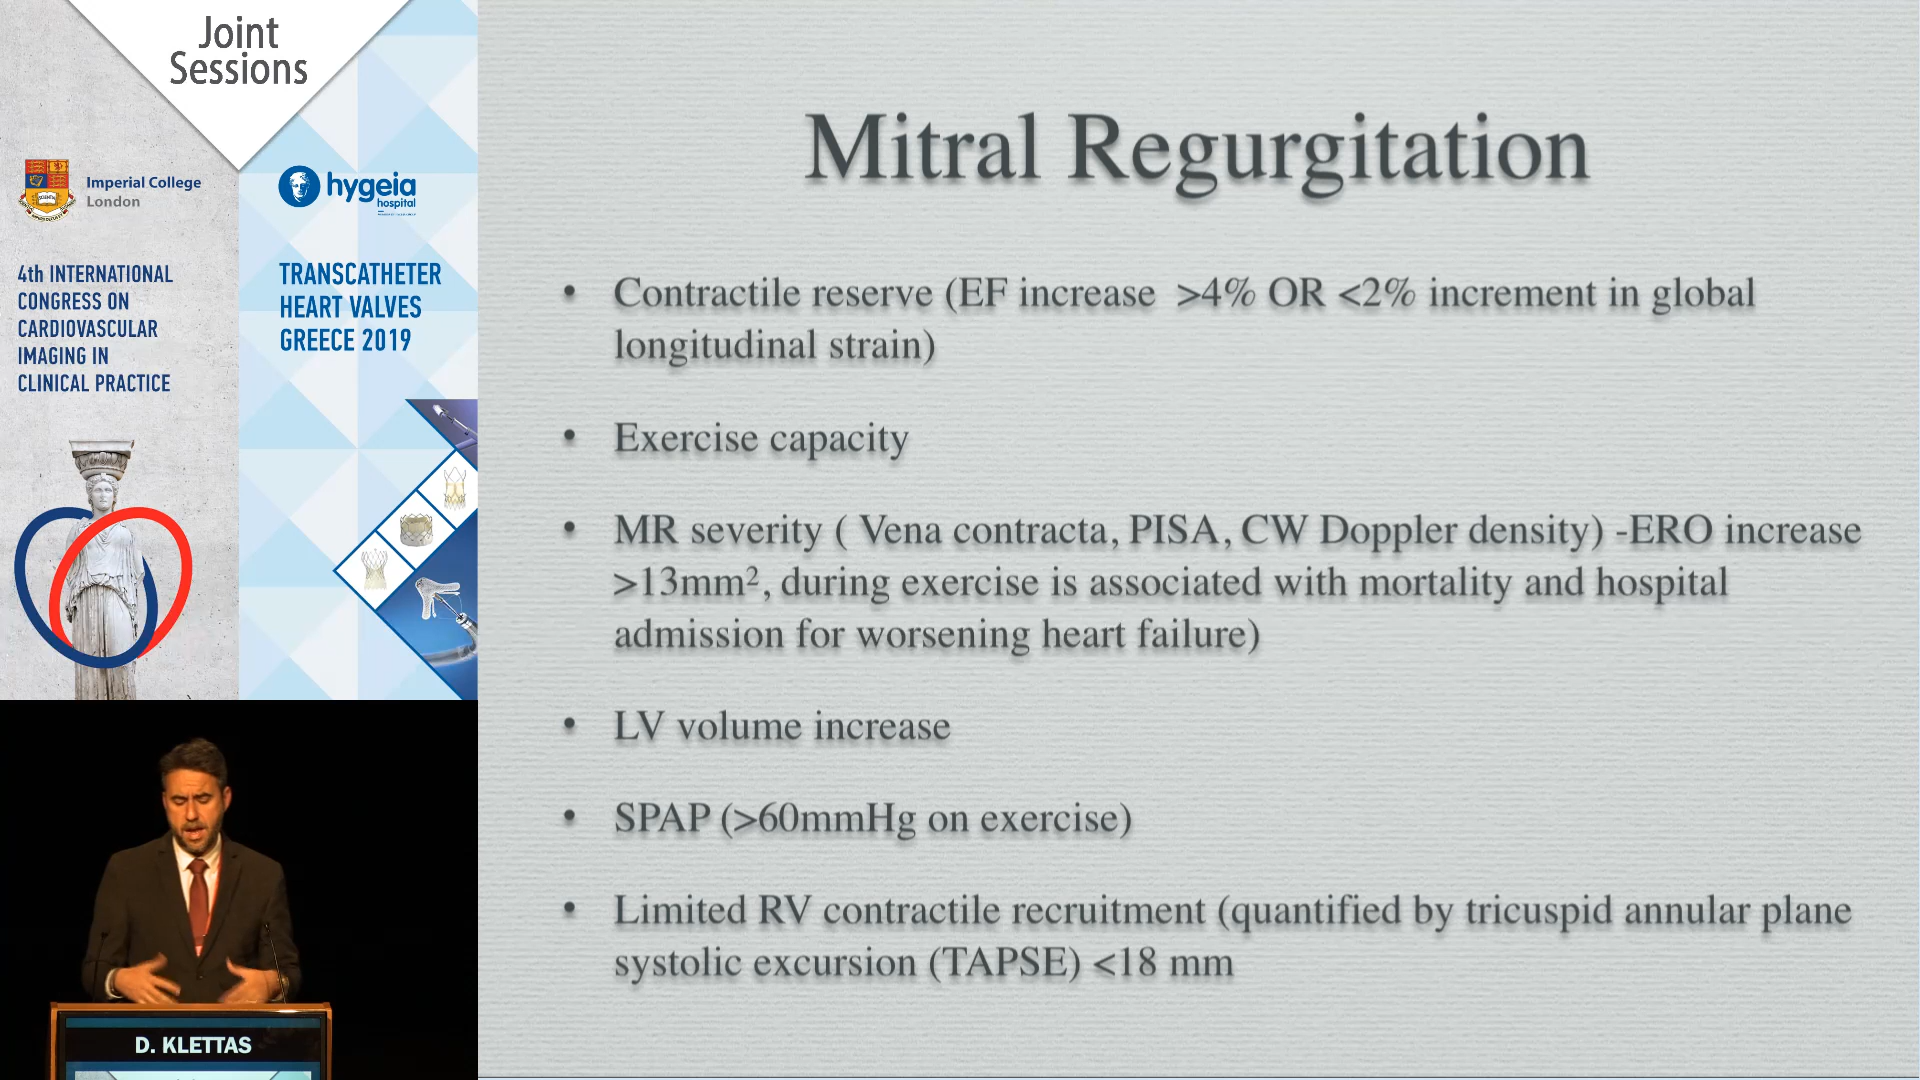 Joint
Sessions
Imperial College
London
hygeia
hospital
4th INTERNATIONAL
CONGRESS ON
CARDIOVASCULAR
IMAGING IN
CLINICAL PRACTICE
TRANSCATHETER
HEART VALVES
GREECE 2019
Mitral Regurgitation
• Contractile reserve (EF increase >4% OR <2% increment in global
longitudinal strain)
• Exercise capacity
• MR severity ( Vena contracta, PISA, CW Doppler density) -ERO increase
>13mm², during exercise is associated with mortality and hospital
admission for worsening heart failure)
• LV volume increase
• SPAP (>60mmHg on exercise)
• Limited RV contractile recruitment (quantified by tricuspid annular plane
systolic excursion (TAPSE) <18 mm
D. KLETTAS